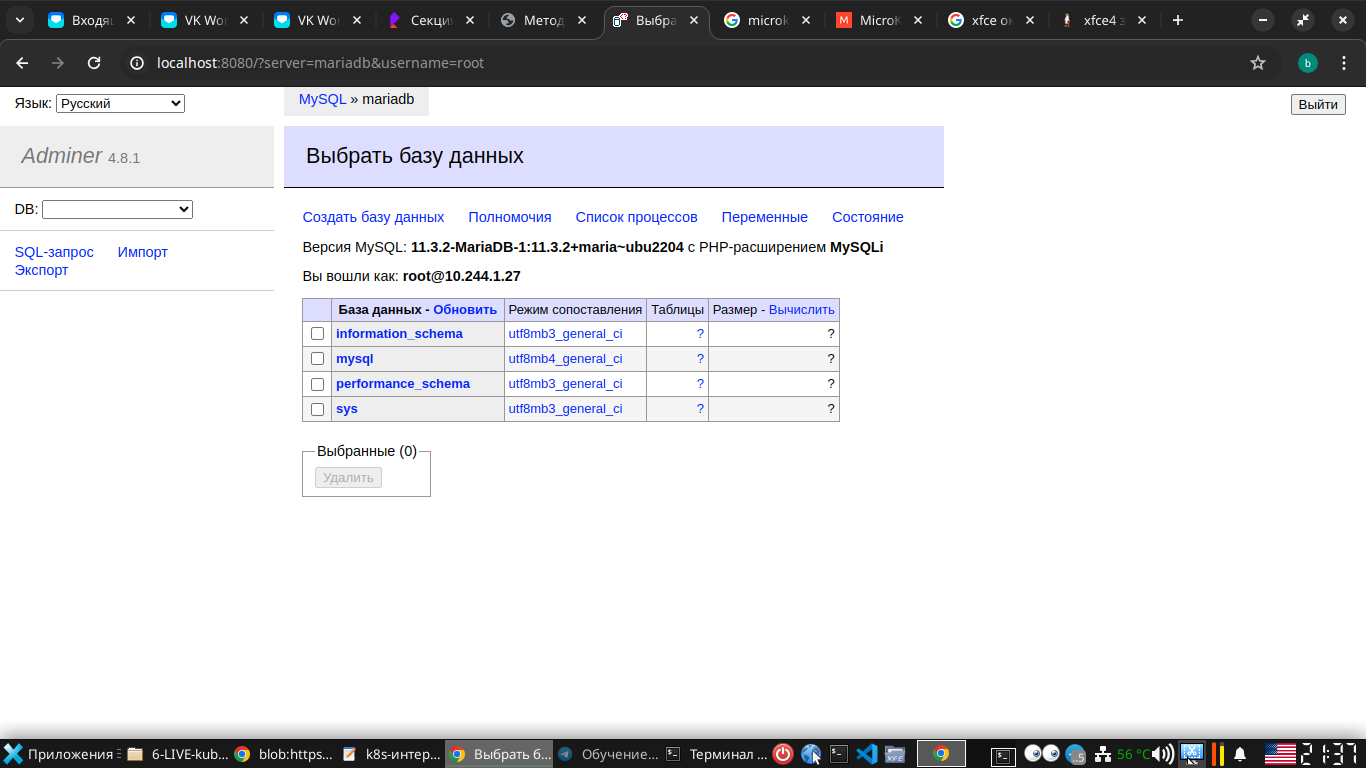 Входящ
VK Wor
VK Wor
Секция
Метод
Выбра
microk
MicroK
xfce ок
xfce4 з
localhost:8080/?server=mariadb&username=root
b
Язык: Русский
MySQL » mariadb
Выйти
Adminer 4.8.1
Выбрать базу данных
DB:
Создать базу данных Полномочия Список процессов Переменные Состояние
SQL-запрос Импорт
Экспорт
Версия MySQL: 11.3.2-MariaDB-1:11.3.2+maria~ubu2204 с PHP-расширением MySQLi
Вы вошли как: root@10.244.1.27
База данных - Обновить Режим сопоставления Таблицы Размер - Вычислить
information_schema utf8mb3_general_ci ? ?
mysql utf8mb4_general_ci ? ?
performance_schema utf8mb3_general_ci ? ?
sys utf8mb3_general_ci ? ?
Выбранные (0)
Удалить
Приложения 6-LIVE-kub... blob:https... k8s-интер... Выбрать б... Обучение... Терминал ... 56 °C 21:37